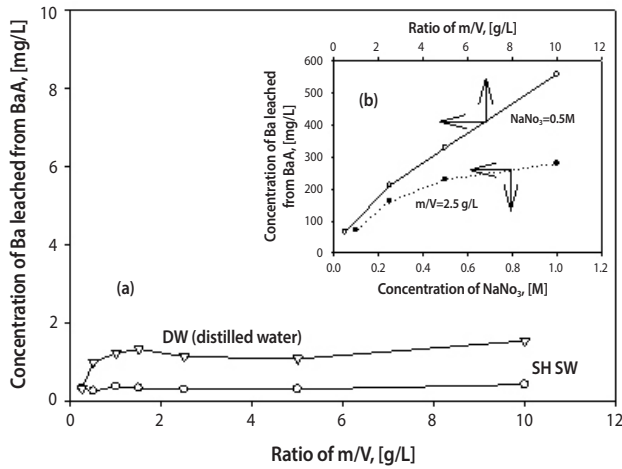 Concentration of Ba leached from BaA, [mg/L]
10
8
6
4
2
0
0
2
4
6
8
10
12
Ratio of m/V, [g/L]
(a)
DW (distilled water)
SH SW
Ratio of m/V, [g/L]
0
2
4
6
8
10
12
Concentration of Ba leached
from BaA, [mg/L]
600
500
400
300
200
100
0
(b)
NaNo₃=0.5M
m/V=2.5 g/L
0.0
0.2
0.4
0.6
0.8
1.0
1.2
Concentration of NaNo₃, [M]